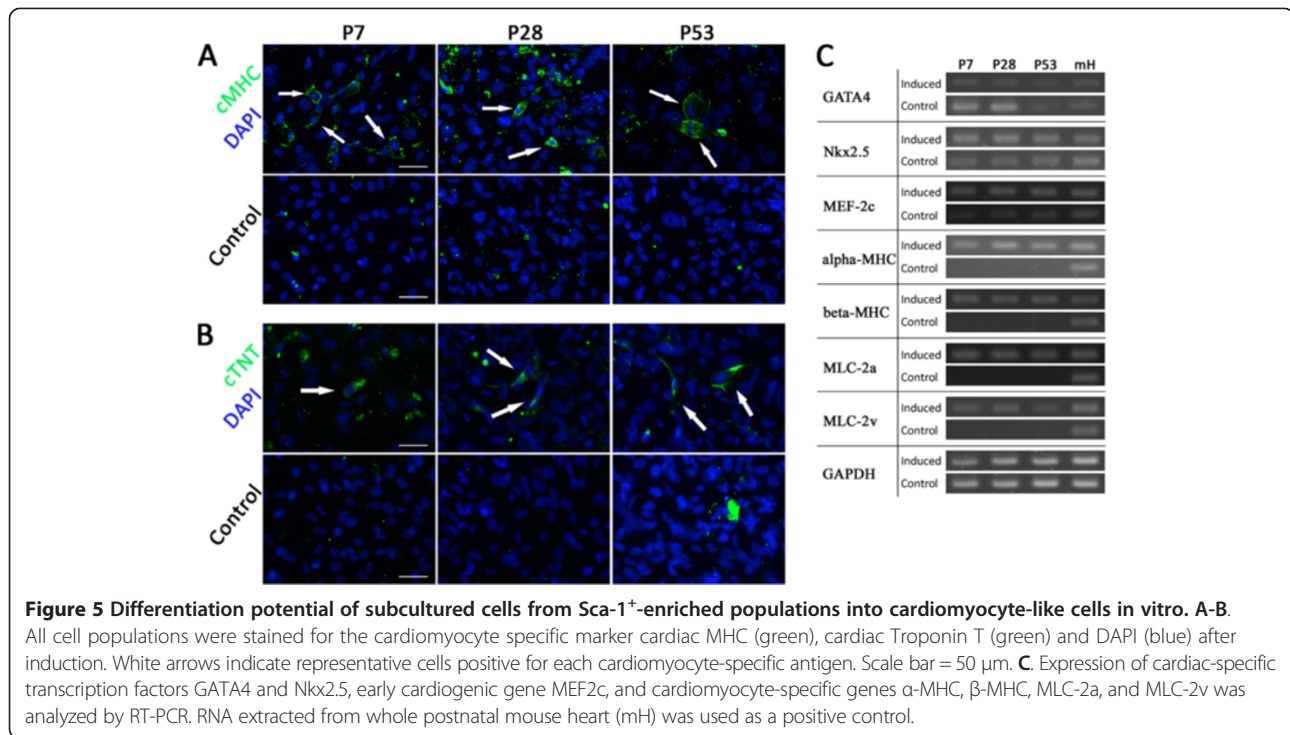 P7 P28 P53
A
cMHC
DAPI
Control
B
cTNT
DAPI
Control
C
P7 P28 P53 mH
GATA4
Induced
Control
Nkx2.5
Induced
Control
MEF-2c
Induced
Control
alpha-MHC
Induced
Control
beta-MHC
Induced
Control
MLC-2a
Induced
Control
MLC-2v
Induced
Control
GAPDH
Induced
Control
Figure 5 Differentiation potential of subcultured cells from Sca-1⁺-enriched populations into cardiomyocyte-like cells in vitro. A-B.
All cell populations were stained for the cardiomyocyte specific marker cardiac MHC (green), cardiac Troponin T (green) and DAPI (blue) after
induction. White arrows indicate representative cells positive for each cardiomyocyte-specific antigen. Scale bar = 50 μm. C. Expression of cardiac-specific
transcription factors GATA4 and Nkx2.5, early cardiogenic gene MEF2c, and cardiomyocyte-specific genes α-MHC, β-MHC, MLC-2a, and MLC-2v was
analyzed by RT-PCR. RNA extracted from whole postnatal mouse heart (mH) was used as a positive control.